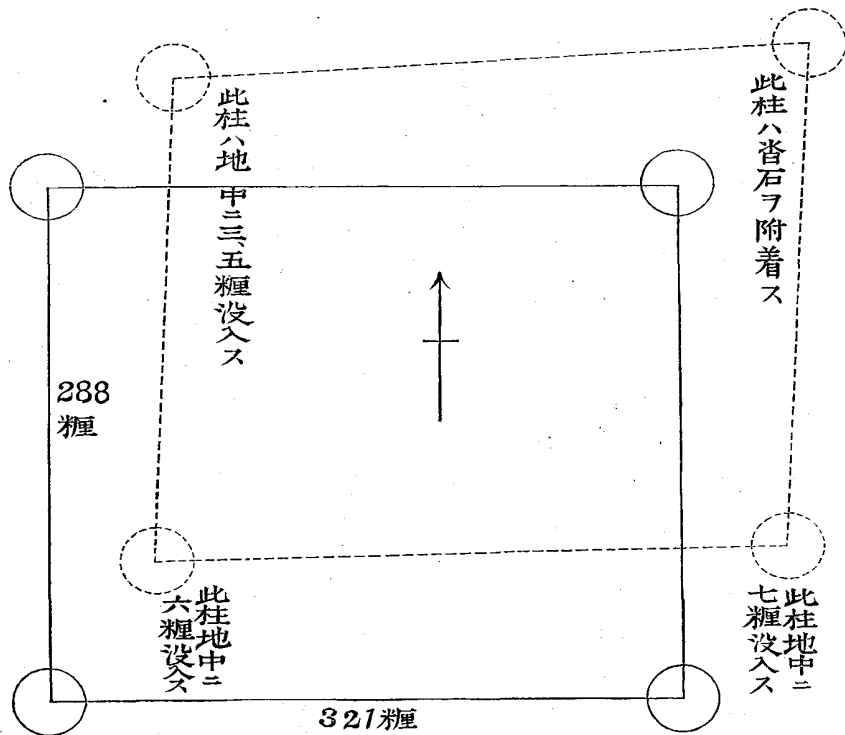 此柱ハ沓石ヲ附着ス
此柱ハ地中ニ三、五糎没入ス
288
糎
此柱地中ニ
七糎没入ス
此柱地中ニ
六糎没入ス
321糎